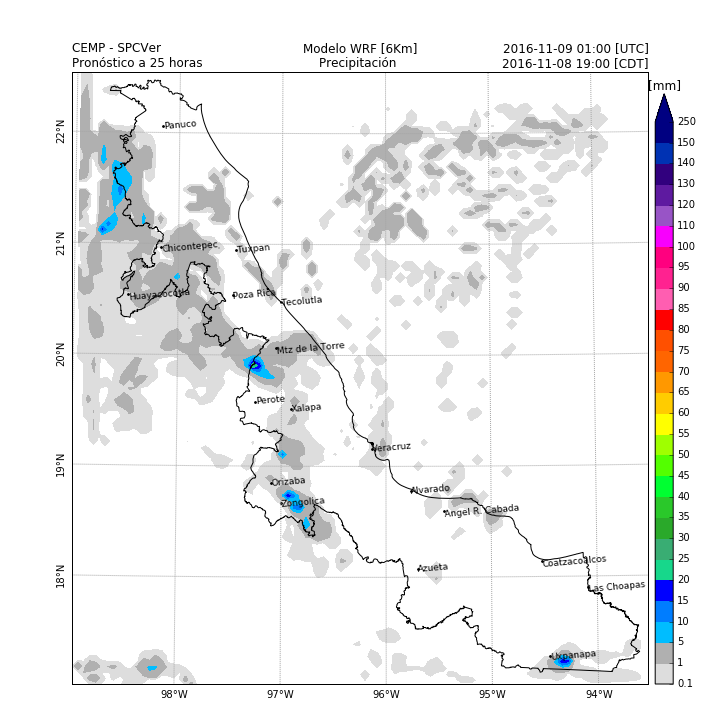 CEMP - SPCVer
Modelo WRF [6Km]
2016-11-09 01:00 [UTC]
Pronóstico a 25 horas
Precipitación
2016-11-08 19:00 [CDT]
[mm]
250
150
140
130
120
110
100
95
90
85
80
75
70
65
60
55
50
45
40
35
30
25
20
15
10
5
1
0.1
22°N
21°N
20°N
19°N
18°N
98°W
97°W
96°W
95°W
94°W
Panuco
Chicontepec
Tuxpan
Huayacocotla
Poza Rica
Tecolutla
Mtz de la Torre
Perote
Xalapa
Veracruz
Orizaba
Zongolica
Alvarado
Angel R. Cabada
Azueta
Coatzacoalcos
Las Choapas
Uxpanapa